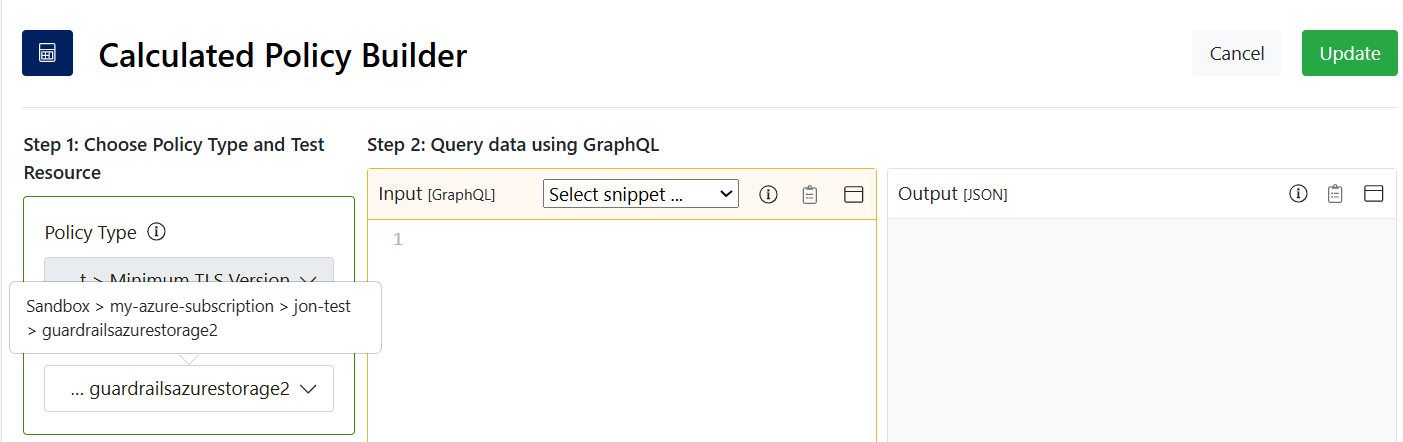 Calculated Policy Builder
Cancel
Update
Step 1: Choose Policy Type and Test
Resource
Policy Type
t > Minimum TLS Version
Sandbox > my-azure-subscription > jon-test
> guardrailsazurestorage2
... guardrailsazurestorage2
Step 2: Query data using GraphQL
Input [GraphQL]
Select snippet ...
1
Output [JSON]